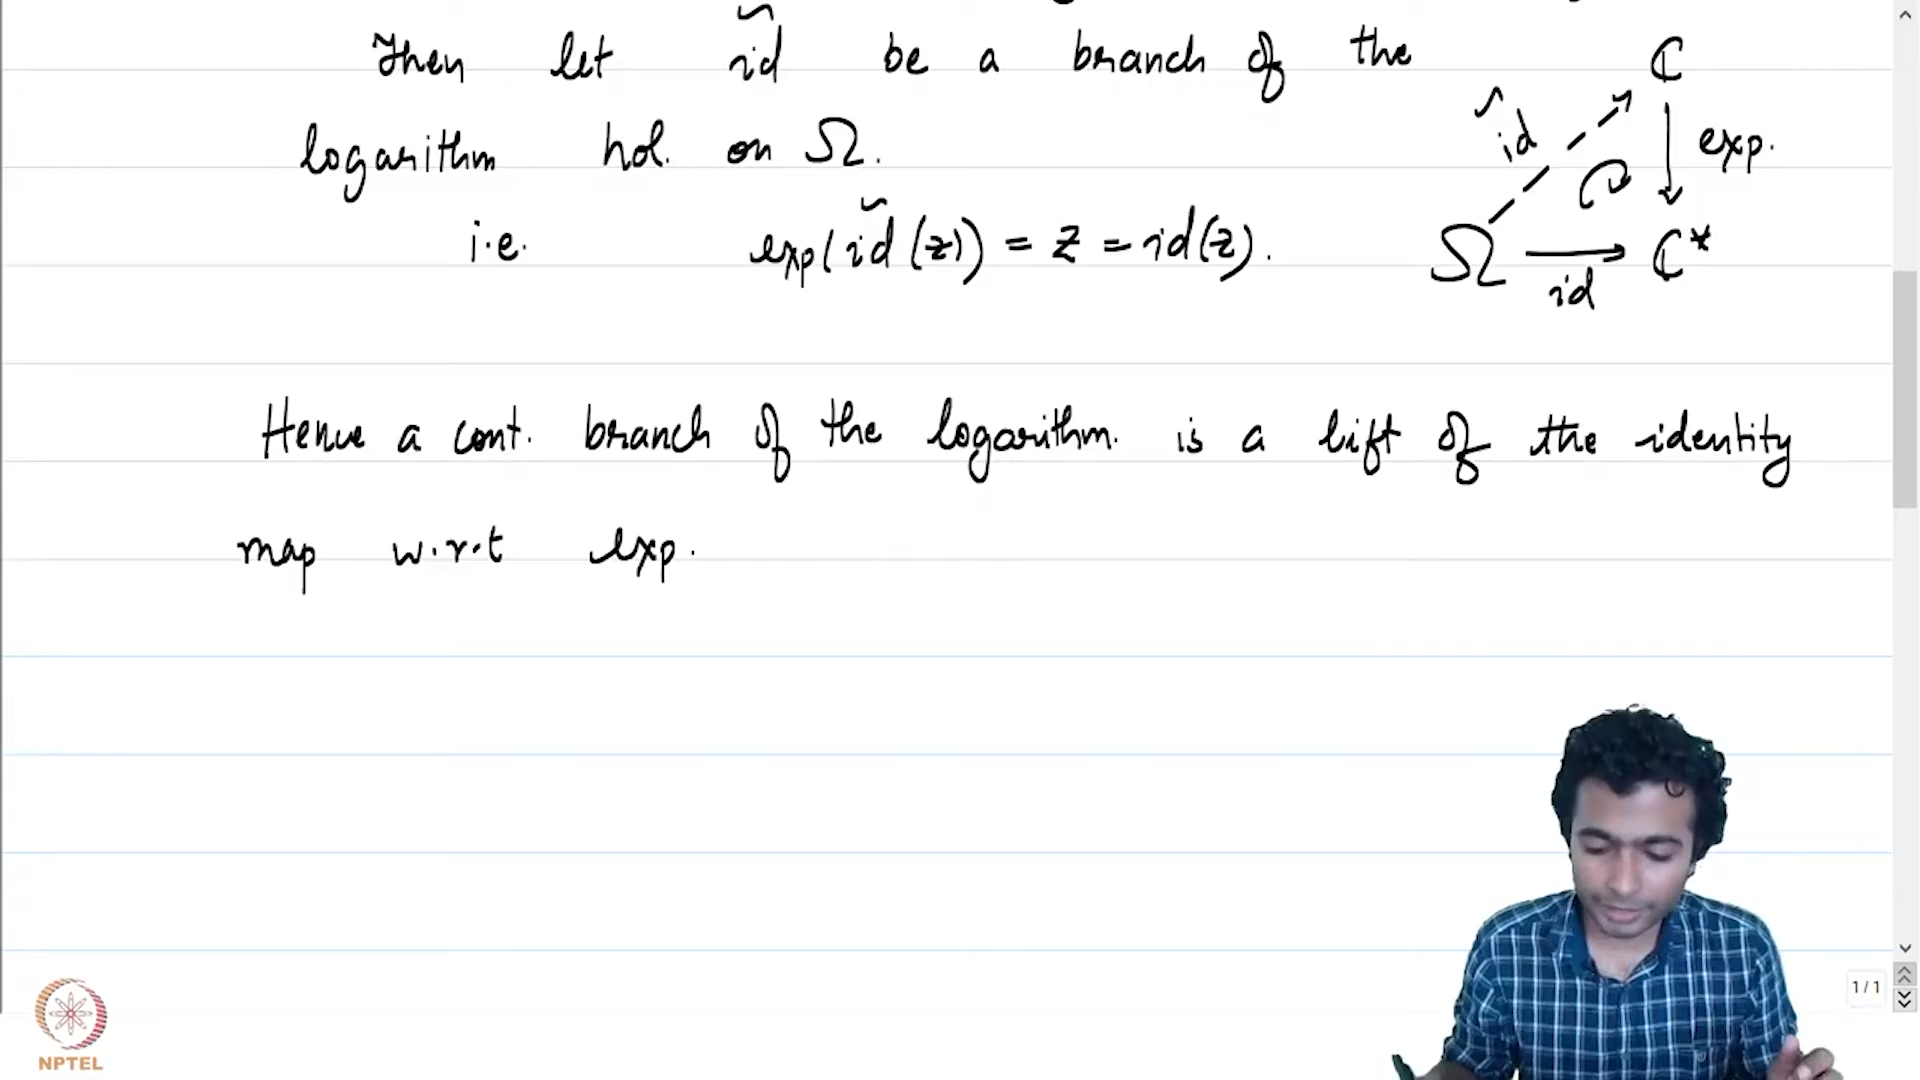 Then let ĩd be a branch of the
logarithm hol. on Ω.
i.e. exp(ĩd(z)) = z = id(z).
ℂ
ĩd
exp.
Ω → ℂ*
id
Hence a cont. branch of the logarithm. is a lift of the identity
map w.r.t exp.
1/1
NPTEL